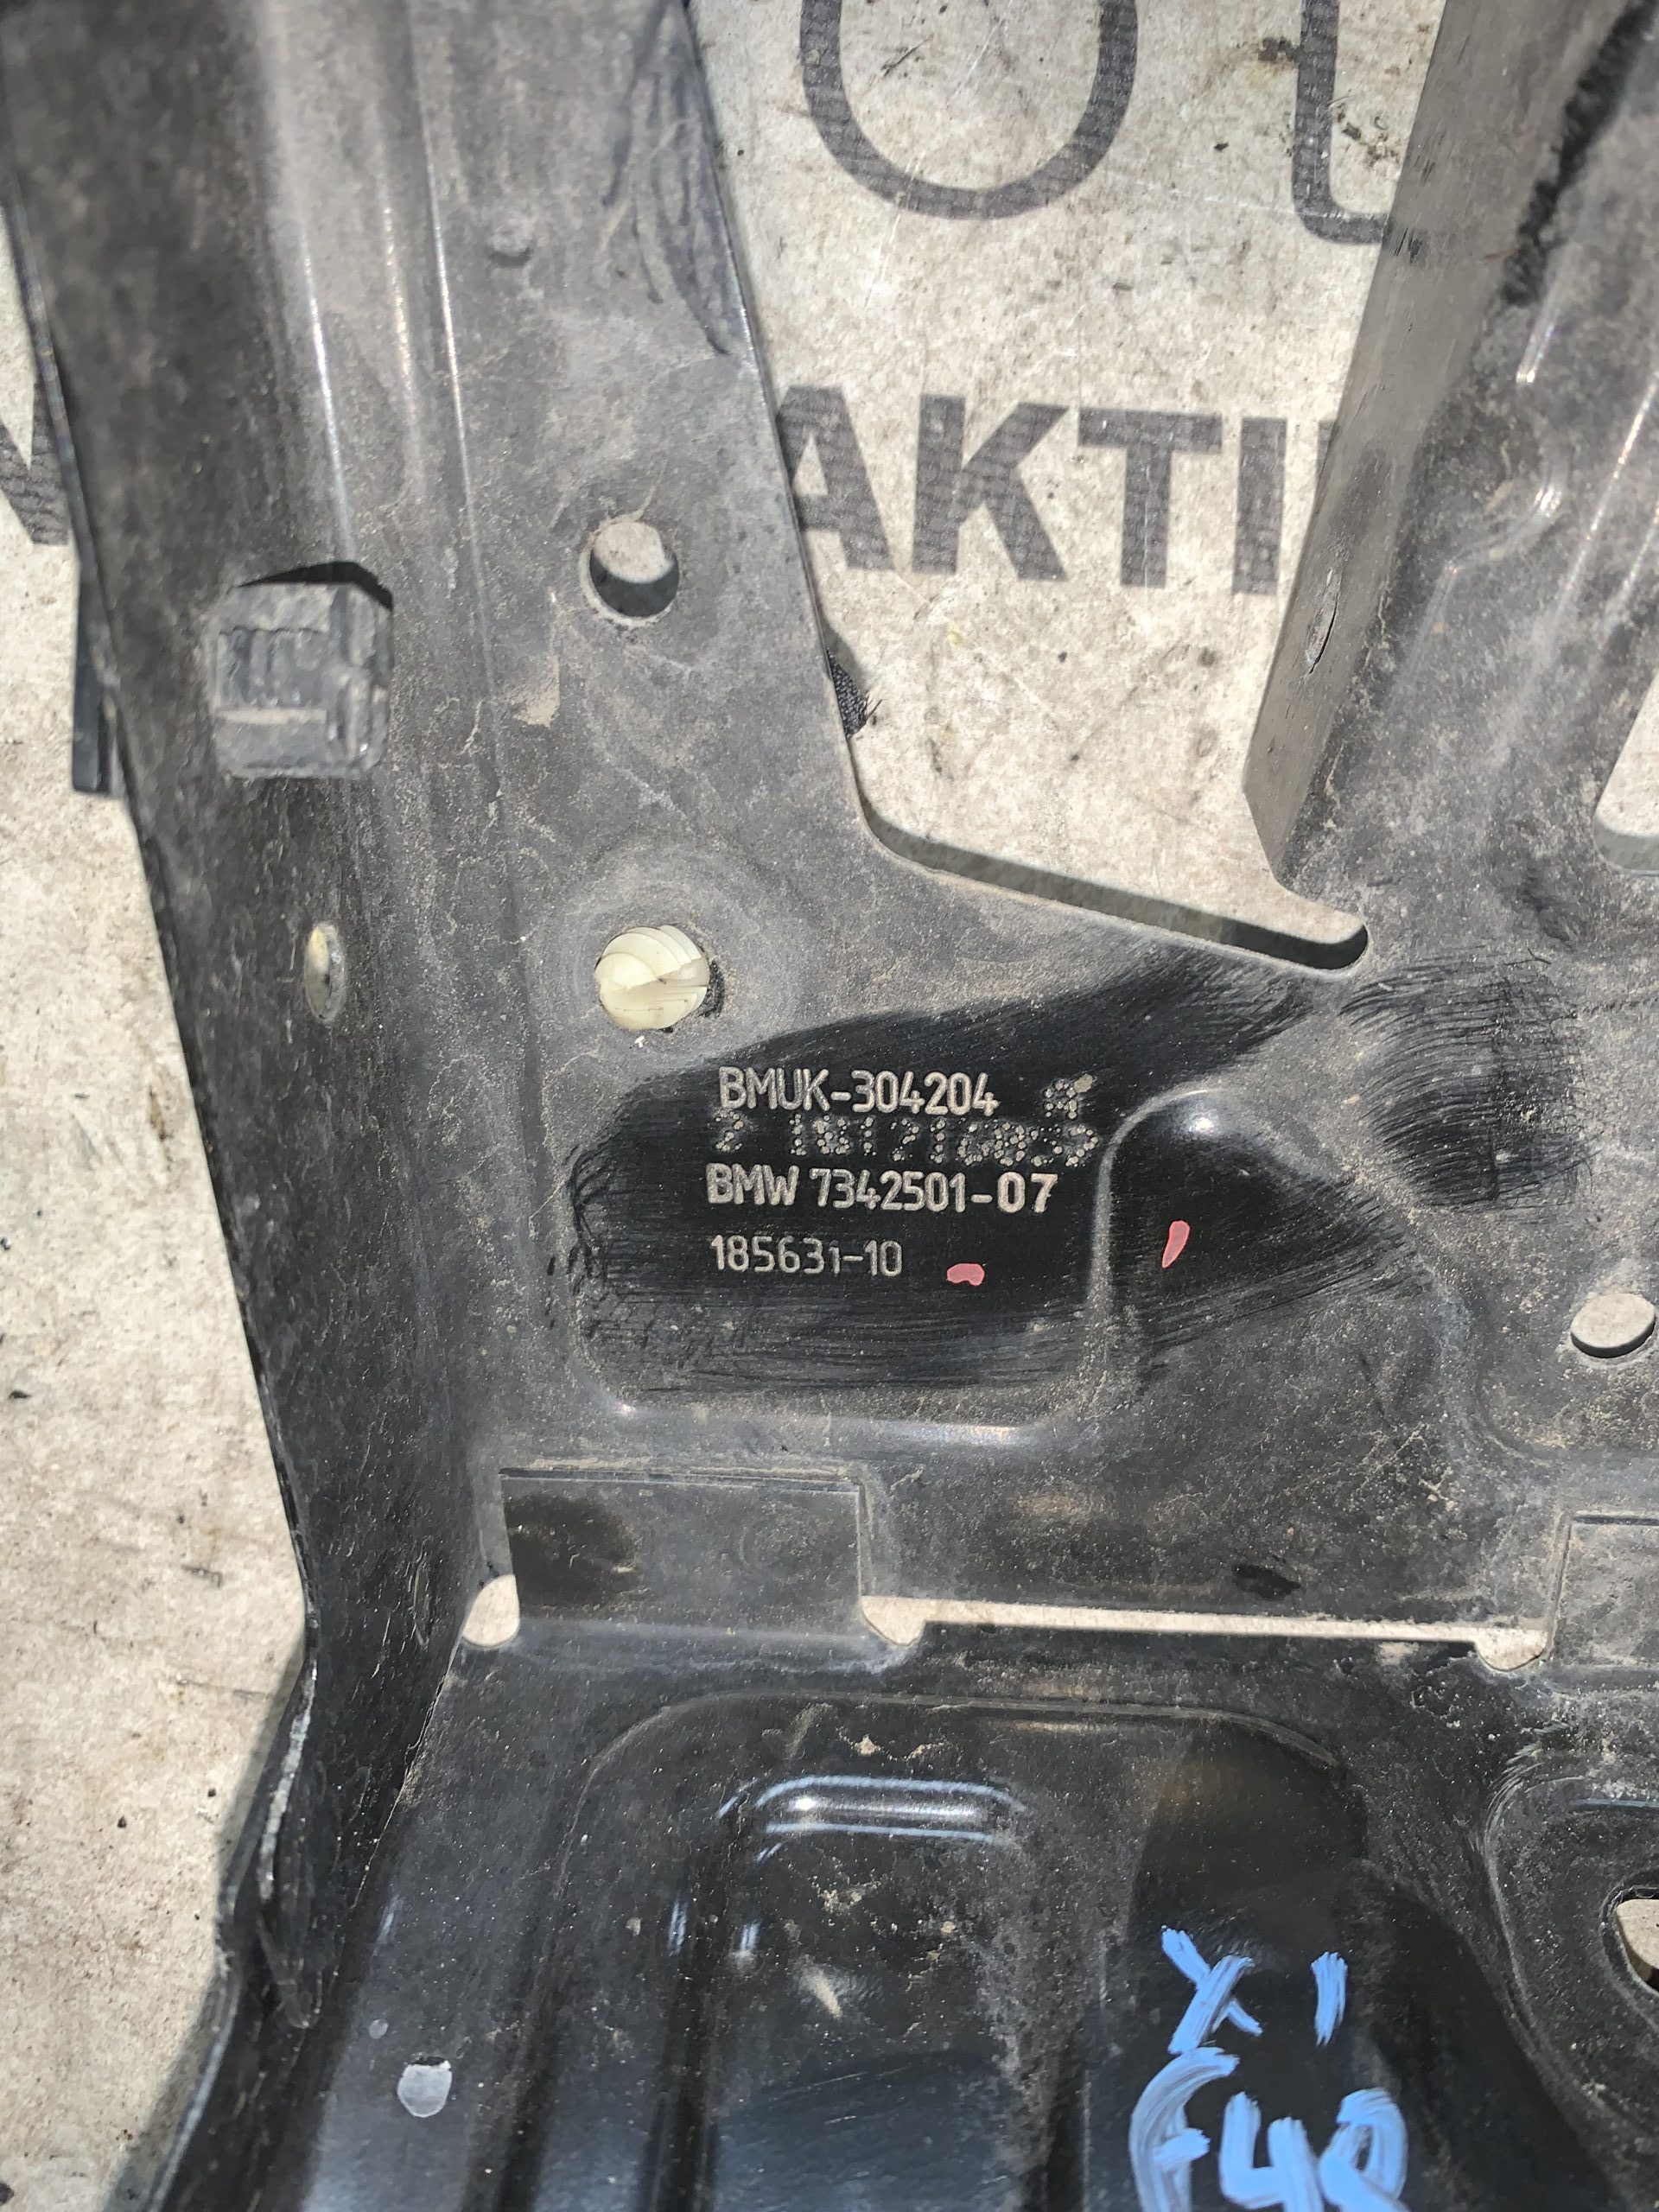 AKTI
BMUK-304204
BMW 7342501-07
185631-10
X1
F48